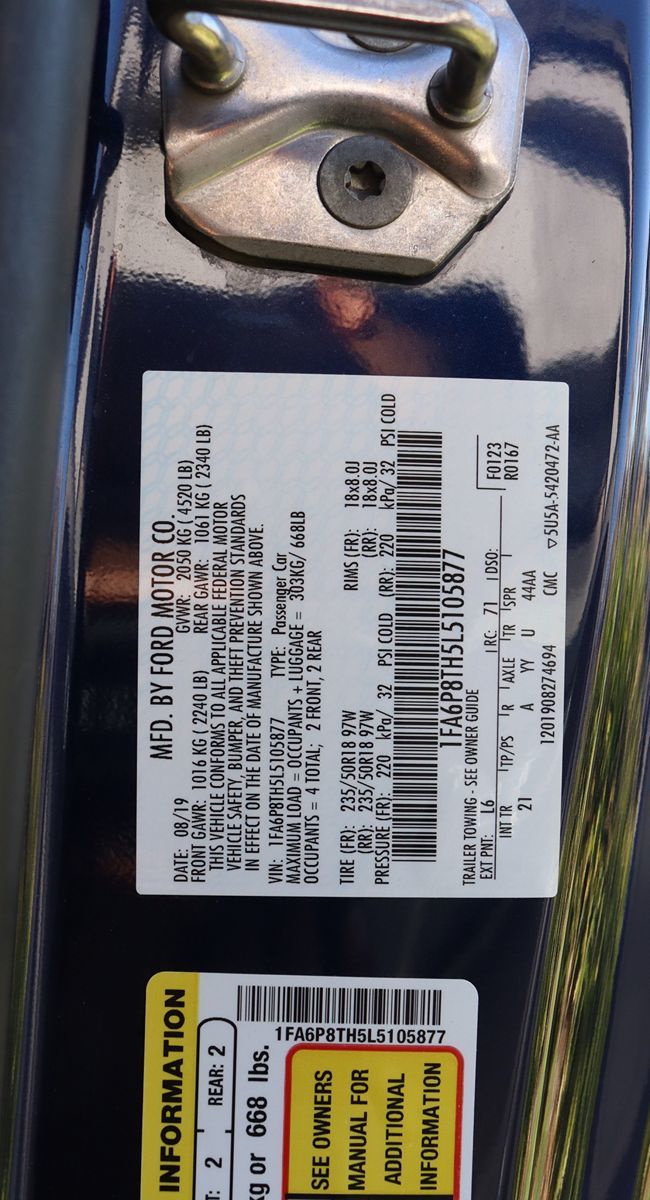 MFD. BY FORD MOTOR CO.
DATE: 08/19 GVWR: 2050 KG ( 4520 LB)
FRONT GAWR: 1016 KG ( 2240 LB) REAR GAWR: 1061 KG ( 2340 LB)
THIS VEHICLE CONFORMS TO ALL APPLICABLE FEDERAL MOTOR
VEHICLE SAFETY, BUMPER, AND THEFT PREVENTION STANDARDS
IN EFFECT ON THE DATE OF MANUFACTURE SHOWN ABOVE.
VIN: 1FA6P8TH5L5105877 TYPE: Passenger Car
MAXIMUM LOAD = OCCUPANTS + LUGGAGE = 303KG/ 668LB
OCCUPANTS = 4 TOTAL; 2 FRONT, 2 REAR
TIRE (FR): 235/50R18 97W RIMS (FR): 18x8.0J
(RR): 235/50R18 97W (RR): 18x8.0J
PRESSURE (FR): 220 kPa/ 32 PSI COLD (RR): 220 kPa/ 32 PSI COLD
1FA6P8TH5L5105877
TRAILER TOWING - SEE OWNER GUIDE
EXT PNT: L6 RC: 71 DSO: F0123
R0167
INT TR TP/PS R AXLE TR SPR
21 A YY U 44AA
1201908274694 CMC ▽5U5A-5420472-AA
INFORMATION
2 REAR: 2
kg or 668 lbs.
1FA6P8TH5L5105877
SEE OWNERS
MANUAL FOR
ADDITIONAL
INFORMATION